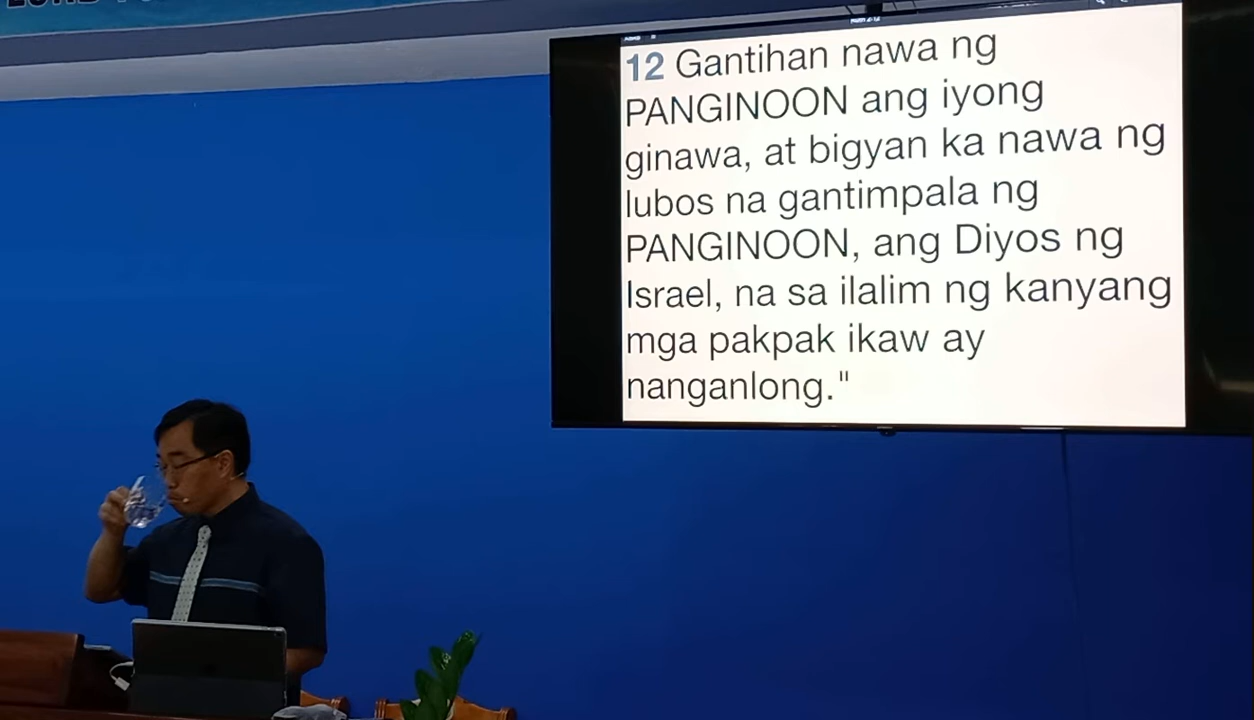 12 Gantihan nawa ng
PANGINOON ang iyong
ginawa, at bigyan ka nawa ng
lubos na gantimpala ng
PANGINOON, ang Diyos ng
Israel, na sa ilalim ng kanyang
mga pakpak ikaw ay
nanganlong."